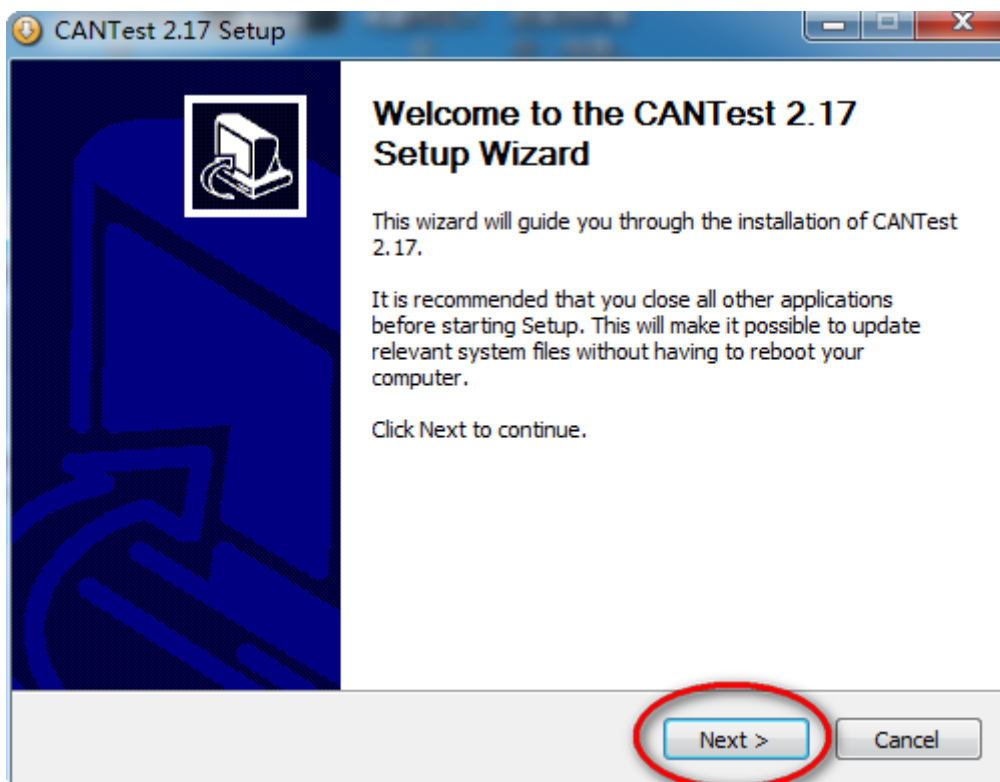 CANTest 2.17 Setup
Welcome to the CANTest 2.17
Setup Wizard
This wizard will guide you through the installation of CANTest
2.17.
It is recommended that you close all other applications
before starting Setup. This will make it possible to update
relevant system files without having to reboot your
computer.
Click Next to continue.
Next >
Cancel